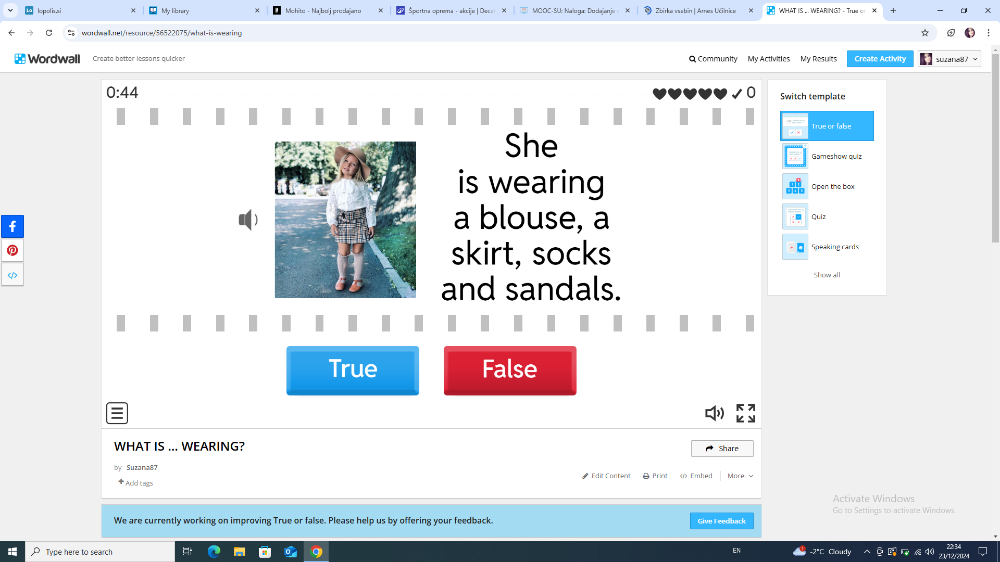 lopolis.si
My library
Mohito - Najbolj prodajano
Športna oprema - akcije | Decat
MOOC-SU: Naloga: Dodajanje
Zbirka vsebin | Arnes Učilnice
WHAT IS ... WEARING? - True or
wordwall.net/resource/56522075/what-is-wearing
Wordwall
Create better lessons quicker
Community
My Activities
My Results
Create Activity
suzana87
0:44
0
She
is wearing
a blouse, a
skirt, socks
and sandals.
True
False
Switch template
True or false
Gameshow quiz
Open the box
Quiz
Speaking cards
Show all
WHAT IS ... WEARING?
Share
by Suzana87
Add tags
Edit Content
Print
Embed
More
We are currently working on improving True or false. Please help us by offering your feedback.
Give Feedback
Activate Windows
Go to Settings to activate Windows.
Type here to search
EN
1
-2°C Cloudy
22:34
23/12/2024